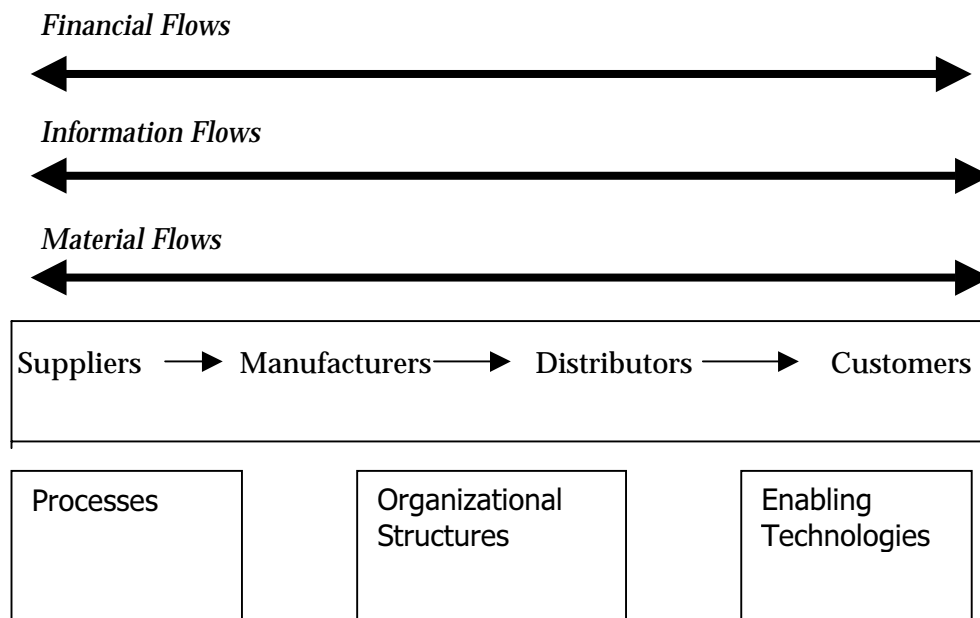 Financial Flows
Information Flows
Material Flows
Suppliers Manufacturers Distributors Customers
Processes
Organizational
Structures
Enabling
Technologies